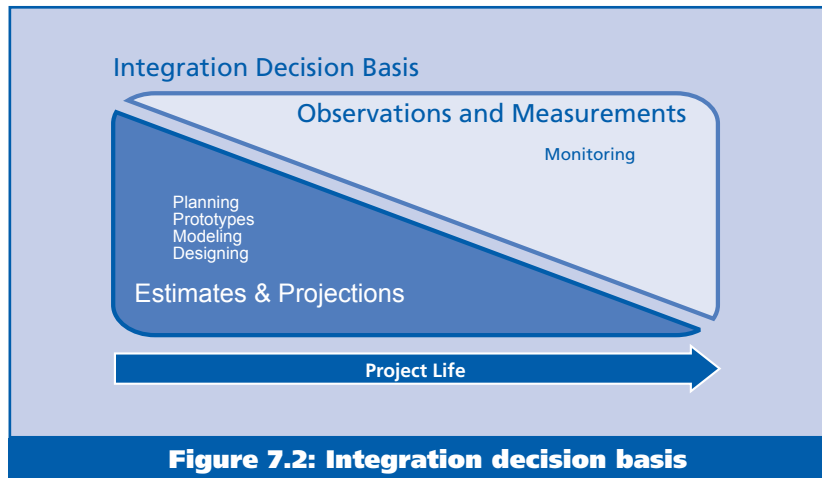 Integration Decision Basis
Observations and Measurements
Monitoring
Planning
Prototypes
Modeling
Designing
Estimates & Projections
Project Life
Figure 7.2: Integration decision basis